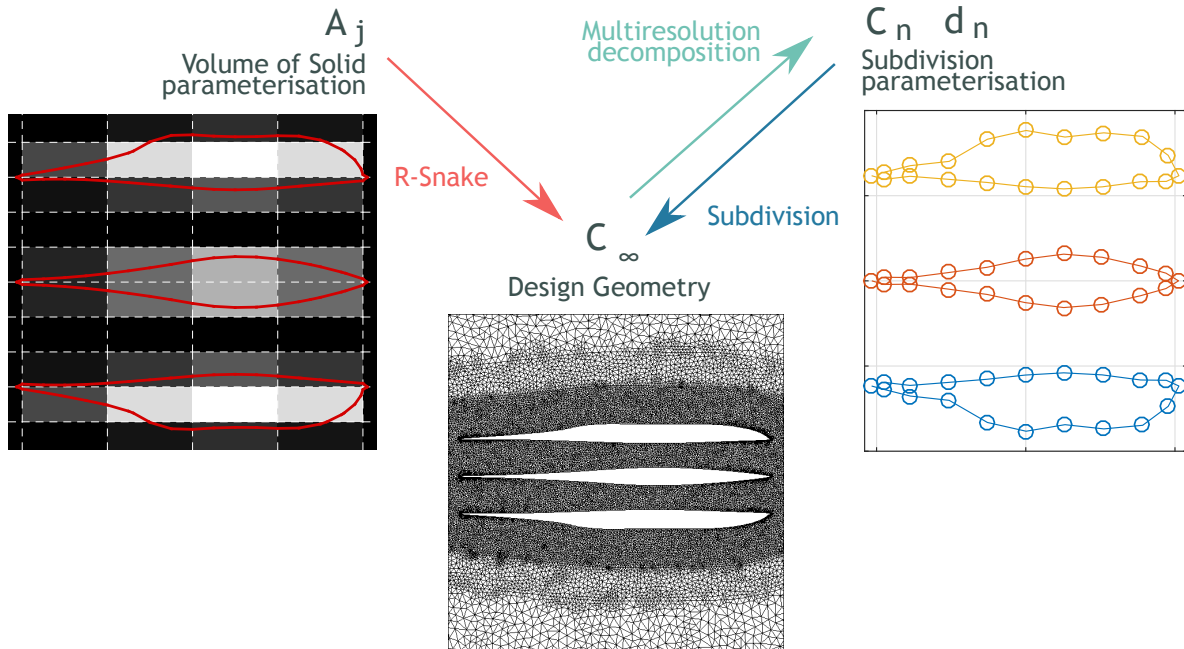 A j
Volume of Solid
parameterisation
Multiresolution
decomposition
C n d n
Subdivision
parameterisation
R-Snake
Subdivision
C ∞
Design Geometry